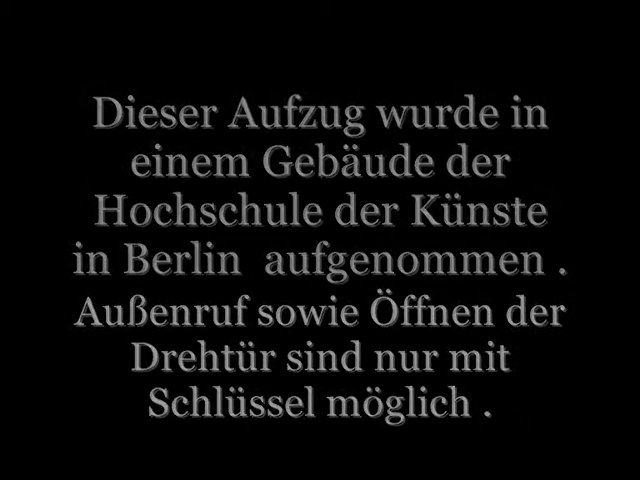 Dieser Aufzug wurde in
einem Gebäude der
Hochschule der Künste
in Berlin  aufgenommen .
Außenruf sowie Öffnen der
Drehtür sind nur mit
Schlüssel möglich .